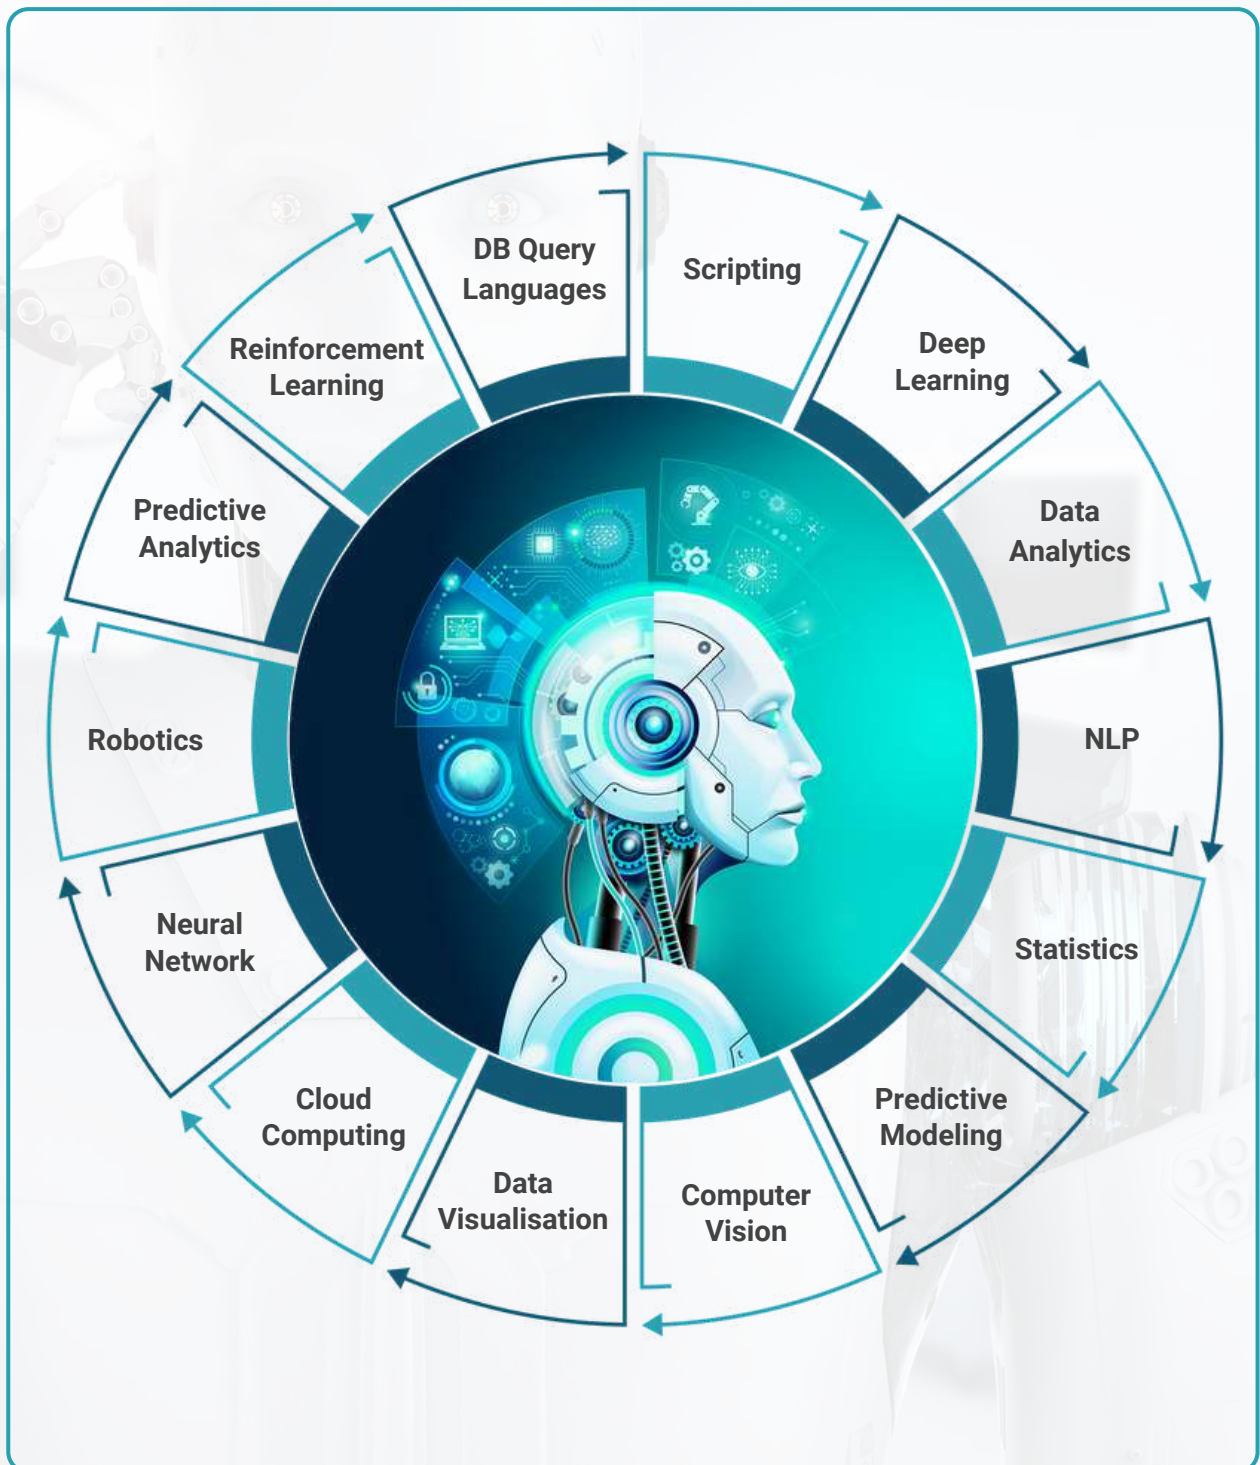 DB Query
Languages
Scripting
Deep
Learning
Data
Analytics
NLP
Statistics
Predictive
Modeling
Computer
Vision
Data
Visualisation
Cloud
Computing
Neural
Network
Robotics
Predictive
Analytics
Reinforcement
Learning